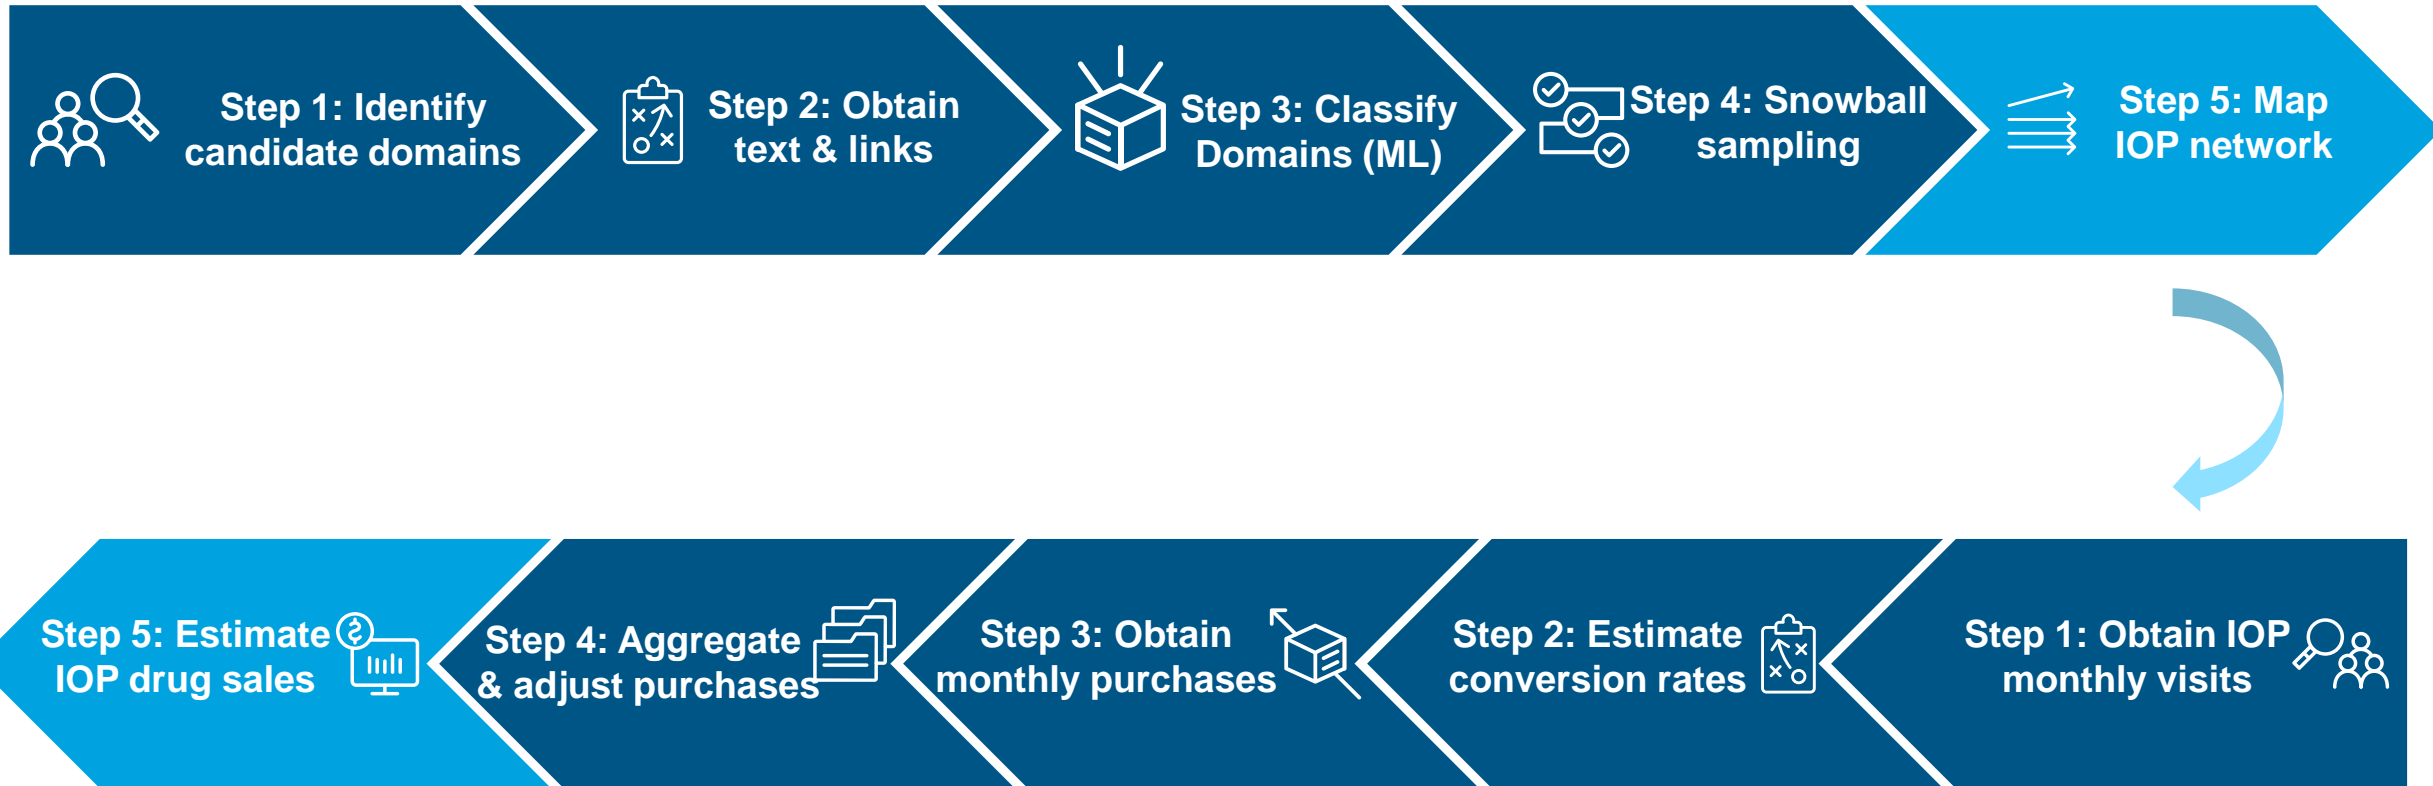 Step 1: Identify
candidate domains
Step 2: Obtain
text & links
Step 3: Classify
Domains (ML)
Step 4: Snowball
sampling
Step 5: Map
IOP network
Step 1: Obtain IOP
monthly visits
Step 2: Estimate
conversion rates
Step 3: Obtain
monthly purchases
Step 4: Aggregate
& adjust purchases
Step 5: Estimate
IOP drug sales